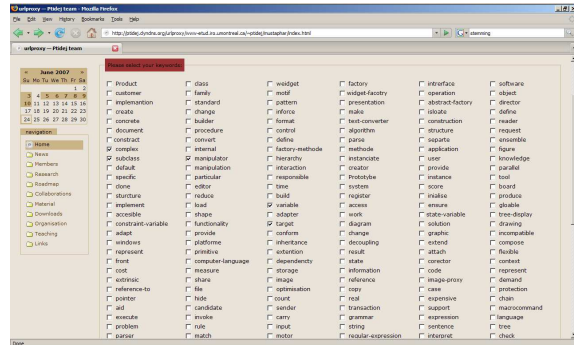 urlproxy — Ptidej team - Mozilla Firefox
File Edit View History Bookmarks Tools Help
http://ptidej.dyndns.org/urlproxy/www-etud.iro.umontreal.ca/~ptidej/mustaphar/index.html stemming
urlproxy — Ptidej team
Please select your keywords:
« June 2007 »
Su Mo Tu We Th Fr Sa
1 2
3 4 5 6 7 8 9
10 11 12 13 14 15 16
17 18 19 20 21 22 23
24 25 26 27 28 29 30
navigation
Home
News
Members
Research
Roadmap
Collaborations
Material
Downloads
Organisation
Teaching
Links
Product class weidget factory intrerface software
customer family motif widget-facotry operation object
implemantion standard pattern presentation abstract-factory director
create change inforce make isloate define
concrete builder format text-converter construction reader
document procedure control algorithm structure request
construct convert define parse separte ensemble
complex internal factory-methode methode application figure
subclass manipulator hierarchy instanciate user knowledge
default manipulation interaction creator provide parallel
specific particular responsible Prototybe instance tool
clone editor time system score board
sturcture reduce build register inialise produce
implement load variable access ensure gloable
accesible shape adapter work state-variable tree-display
constraint-variable functionality target diagram solution drawing
adapt provide conform change graphic incompatible
windows platforme inheritance decoupling extend compose
represent primitive extention result attach flexible
front computer-language dependencty state corector context
cost measure storage information code represent
extrinsic share image reference image-proxy demand
reference-to file optimisation copy case protection
pointer hide count real expensive chain
aid candidate sender transaction support macrocommand
execute invoke carry grammar expression language
problem rule input string sentence tree
parser match motor regular-expression interpret check
Done